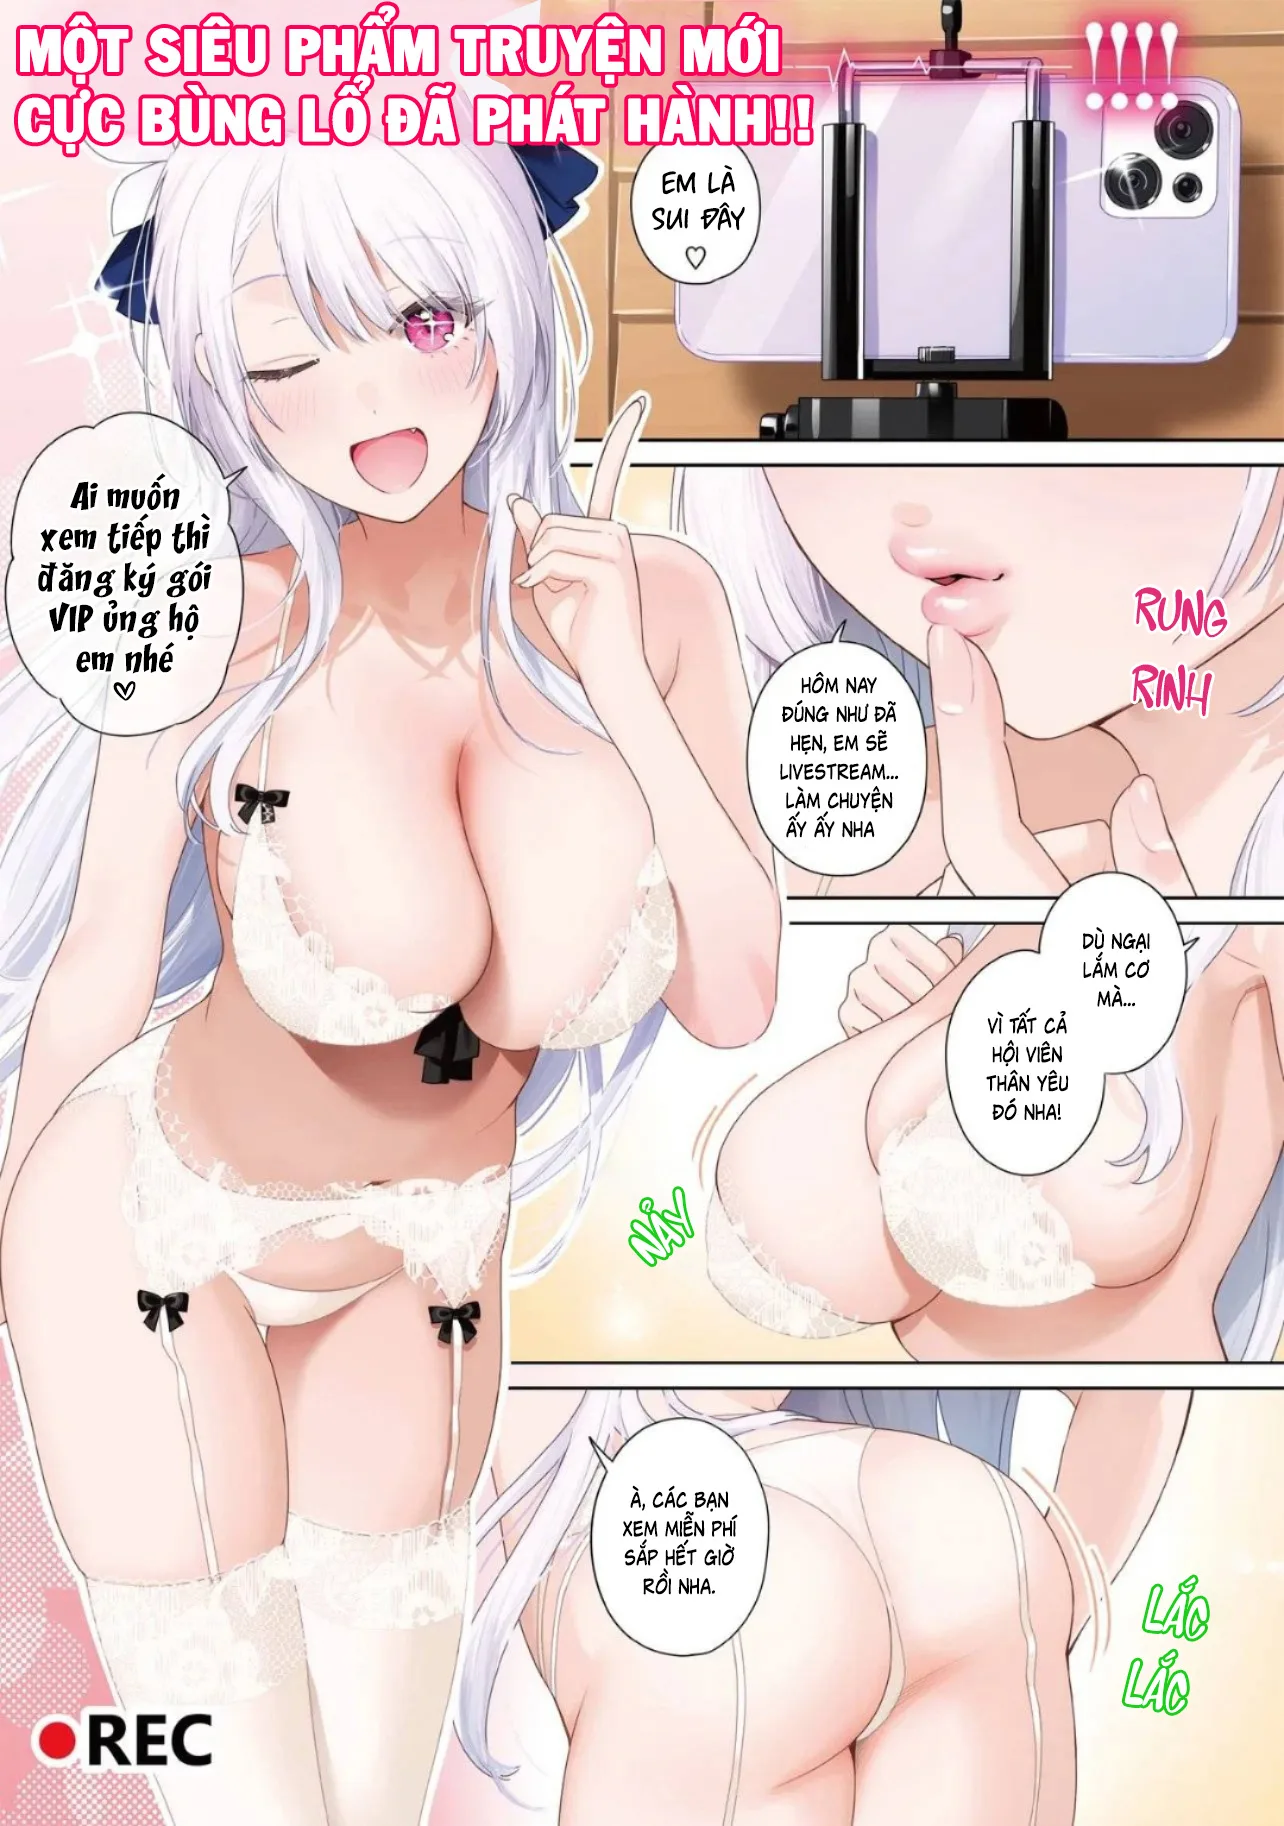 MỘT SIÊU PHẨM TRUYỆN MỚI
CỰC BÙNG LỔ ĐÃ PHÁT HÀNH!!
!!!!
EM LÀ
SUI ĐÂY
♡
Ai muốn
xem tiếp thì
đăng ký gói
VIP ủng hộ
em nhé
♡
RUNG
RINH
HÔM NAY
ĐÚNG NHƯ ĐÃ
HẸN, EM SẼ
LIVESTREAM...
LÀM CHUYỆN
ẤY ẤY NHA
DÙ NGẠI
LẮM CƠ
MÀ...
VÌ TẤT CẢ
HỘI VIÊN
THÂN YÊU
ĐÓ NHA!
NẢY
À, CÁC BẠN
XEM MIỄN PHÍ
SẮP HẾT GIỜ
RỒI NHA.
LẮC
LẮC
REC